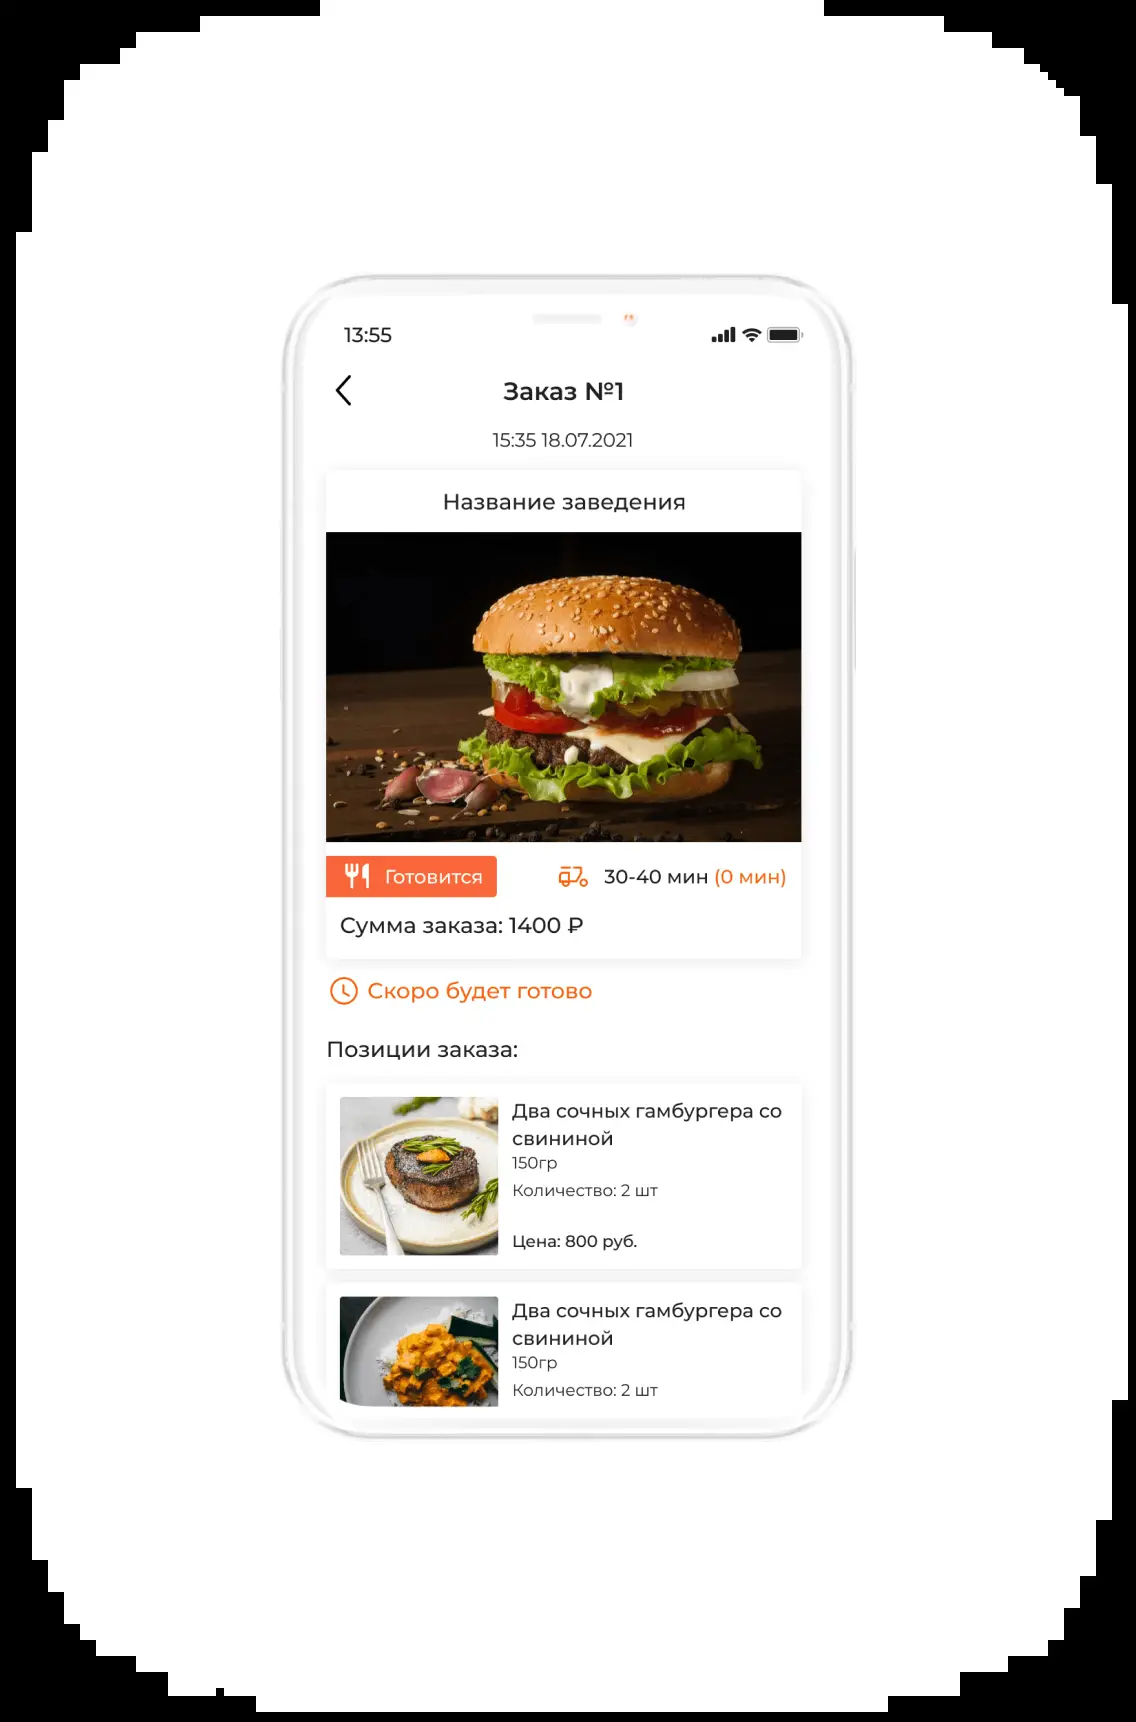 13:55
Заказ №1
15:35 18.07.2021
Название заведения
Готовится
30-40 мин (0 мин)
Сумма заказа: 1400 ₽
Скоро будет готово
Позиции заказа:
Два сочных гамбургера со
свининой
150гр
Количество: 2 шт
Цена: 800 руб.
Два сочных гамбургера со
свининой
150гр
Количество: 2 шт